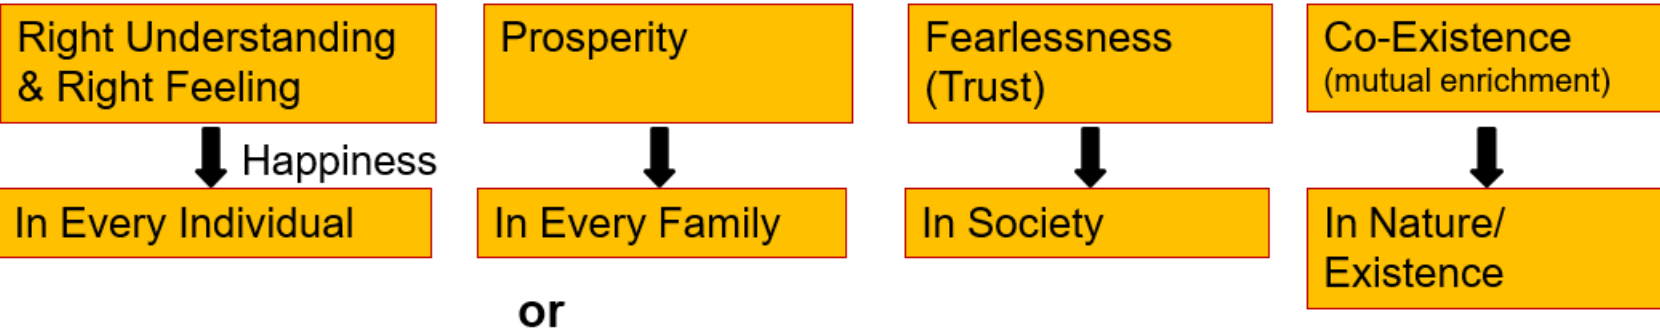 Right Understanding
& Right Feeling
Prosperity
Fearlessness
(Trust)
Co-Existence
(mutual enrichment)
Happiness
In Every Individual
In Every Family
In Society
In Nature/
Existence
or